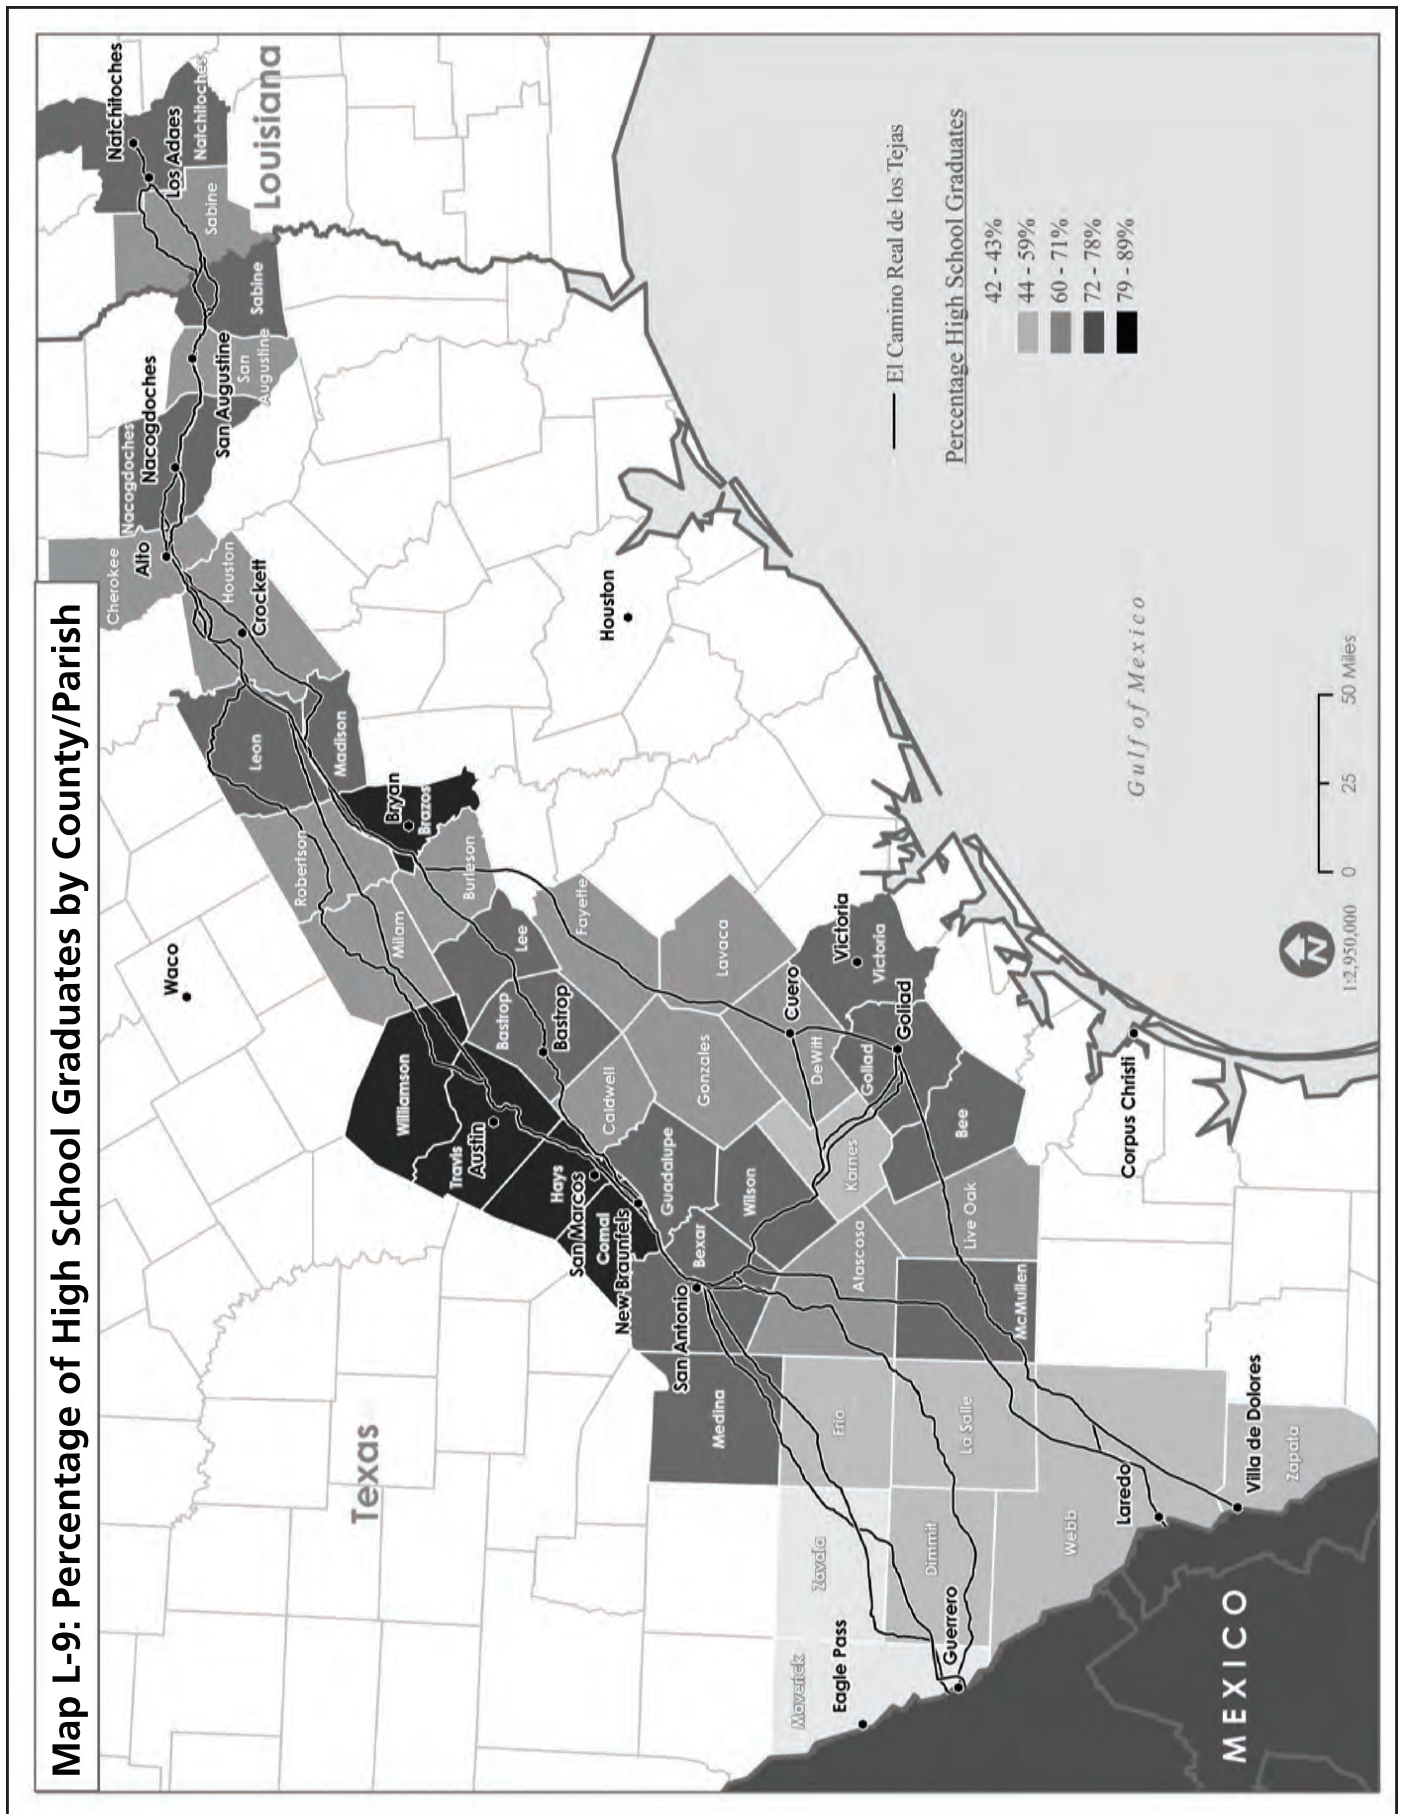 Map L-9: Percentage of High School Graduates by County/Parish
Natchitoches
Los Adaes
Natchitoches
Sabine
Louisiana
Sabine
San
Augustine
San Augustine
Nacogdoches
Nacogdoches
Alto
Cherokee
Houston
Crockett
Leon
Madison
Bryan
Brazos
Robertson
Burleson
Milam
Waco
Houston
Lee
Fayette
Bastrop
Bastrop
Williamson
Travis
Austin
Hays
San Marcos
Comal
New Braunfels
Caldwell
Guadalupe
Gonzales
Lavaca
Cuero
DeWitt
Victoria
Victoria
Goliad
Goliad
Bee
Karnes
Wilson
Bexar
San Antonio
Atascosa
Live Oak
McMullen
Medina
Frio
La Salle
Zavala
Dimmit
Webb
Maverick
Eagle Pass
Guerrero
Laredo
Villa de Dolores
Zapata
Corpus Christi
Texas
MEXICO
Gulf of Mexico
El Camino Real de los Tejas
Percentage High School Graduates
42 - 43%
44 - 59%
60 - 71%
72 - 78%
79 - 89%
N
1:2,950,000
0 25 50 Miles